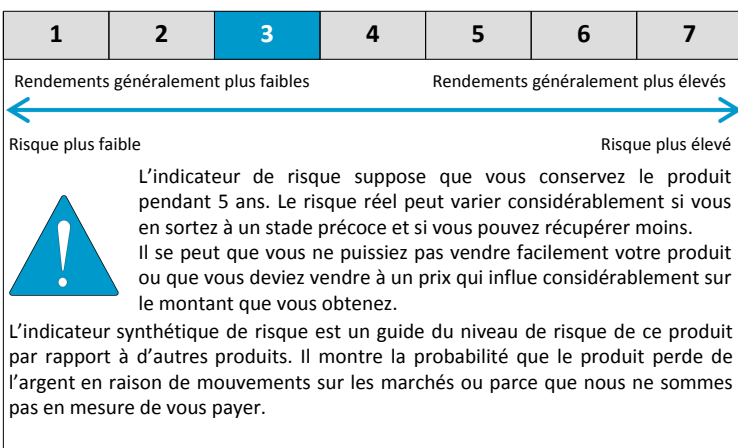 1 2 3 4 5 6 7
Rendements généralement plus faibles Rendements généralement plus élevés
Risque plus faible Risque plus élevé
L’indicateur de risque suppose que vous conservez le produit
pendant 5 ans. Le risque réel peut varier considérablement si vous
en sortez à un stade précoce et si vous pouvez récupérer moins.
Il se peut que vous ne puissiez pas vendre facilement votre produit
ou que vous deviez vendre à un prix qui influe considérablement sur
le montant que vous obtenez.
L’indicateur synthétique de risque est un guide du niveau de risque de ce produit
par rapport à d’autres produits. Il montre la probabilité que le produit perde de
l’argent en raison de mouvements sur les marchés ou parce que nous ne sommes
pas en mesure de vous payer.